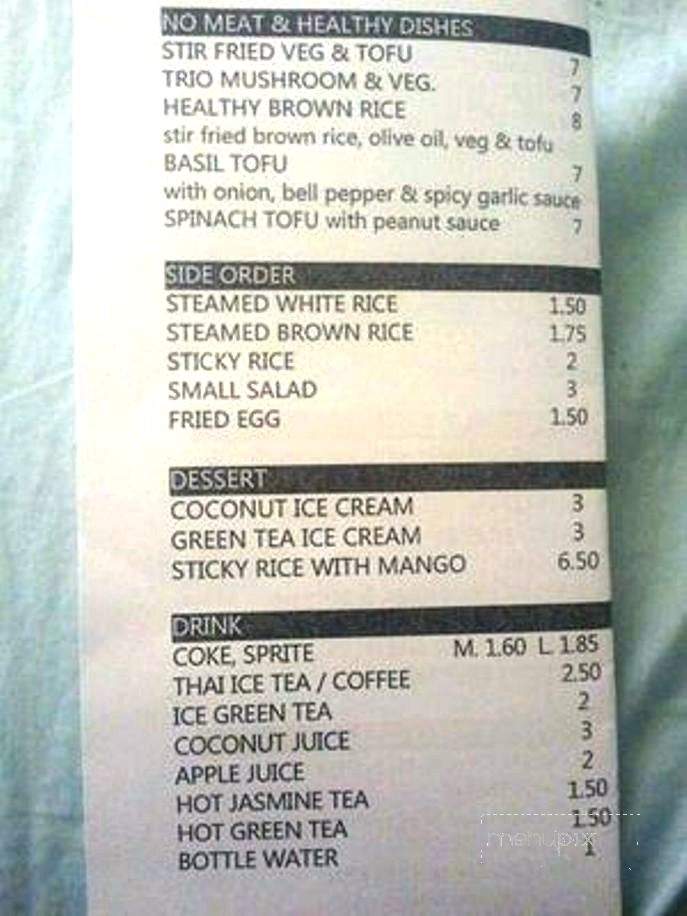 NO MEAT & HEALTHY DISHES
STIR FRIED VEG & TOFU 7
TRIO MUSHROOM & VEG. 7
HEALTHY BROWN RICE 8
stir fried brown rice, olive oil, veg & tofu
BASIL TOFU 7
with onion, bell pepper & spicy garlic sauce
SPINACH TOFU with peanut sauce 7
SIDE ORDER
STEAMED WHITE RICE 1.50
STEAMED BROWN RICE 1.75
STICKY RICE 2
SMALL SALAD 3
FRIED EGG 1.50
DESSERT
COCONUT ICE CREAM 3
GREEN TEA ICE CREAM 3
STICKY RICE WITH MANGO 6.50
DRINK
COKE, SPRITE M. 1.60 L. 1.85
THAI ICE TEA / COFFEE 2.50
ICE GREEN TEA 2
COCONUT JUICE 3
APPLE JUICE 2
HOT JASMINE TEA 1.50
HOT GREEN TEA 1.50
BOTTLE WATER 1
menupix